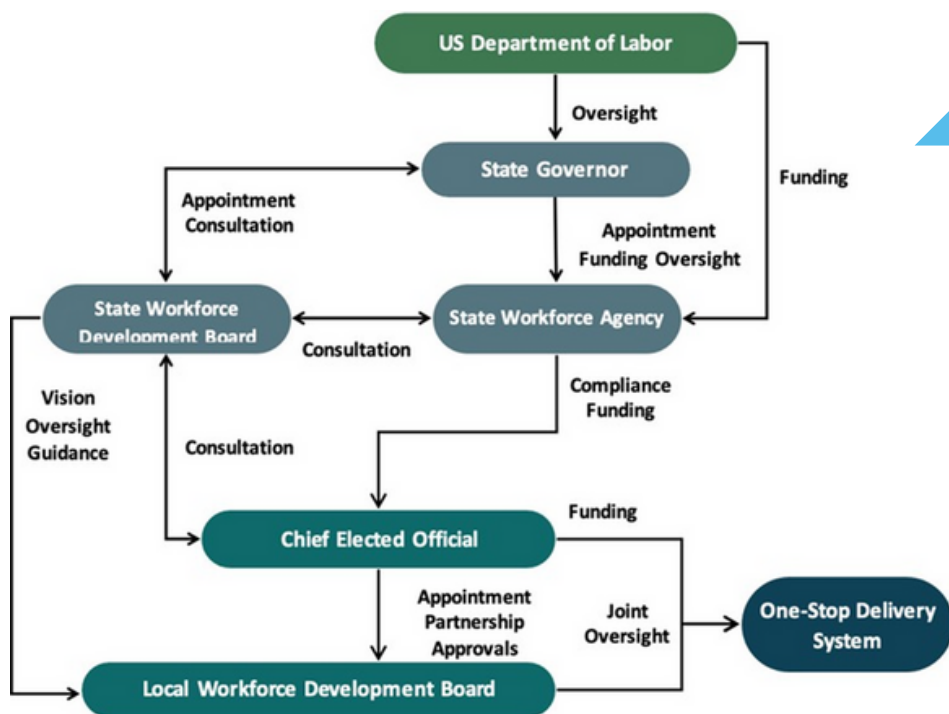 US Department of Labor
Oversight
State Governor
Funding
Appointment
Consultation
Appointment
Funding Oversight
State Workforce
Development Board
State Workforce Agency
Consultation
Compliance
Funding
Vision
Oversight
Guidance
Consultation
Chief Elected Official
Funding
Appointment
Partnership
Approvals
Joint
Oversight
One-Stop Delivery
System
Local Workforce Development Board